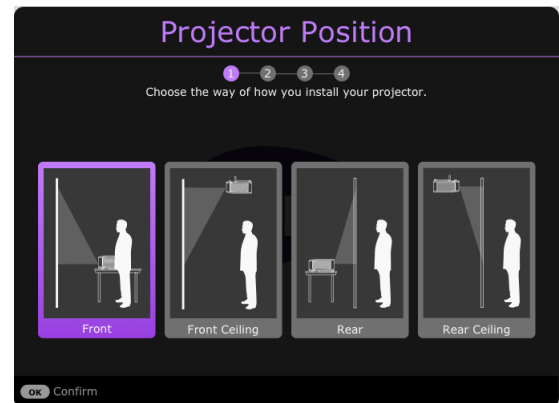 Projector Position
1 2 3 4
Choose the way of how you install your projector.
Front Front Ceiling Rear Rear Ceiling
OK Confirm